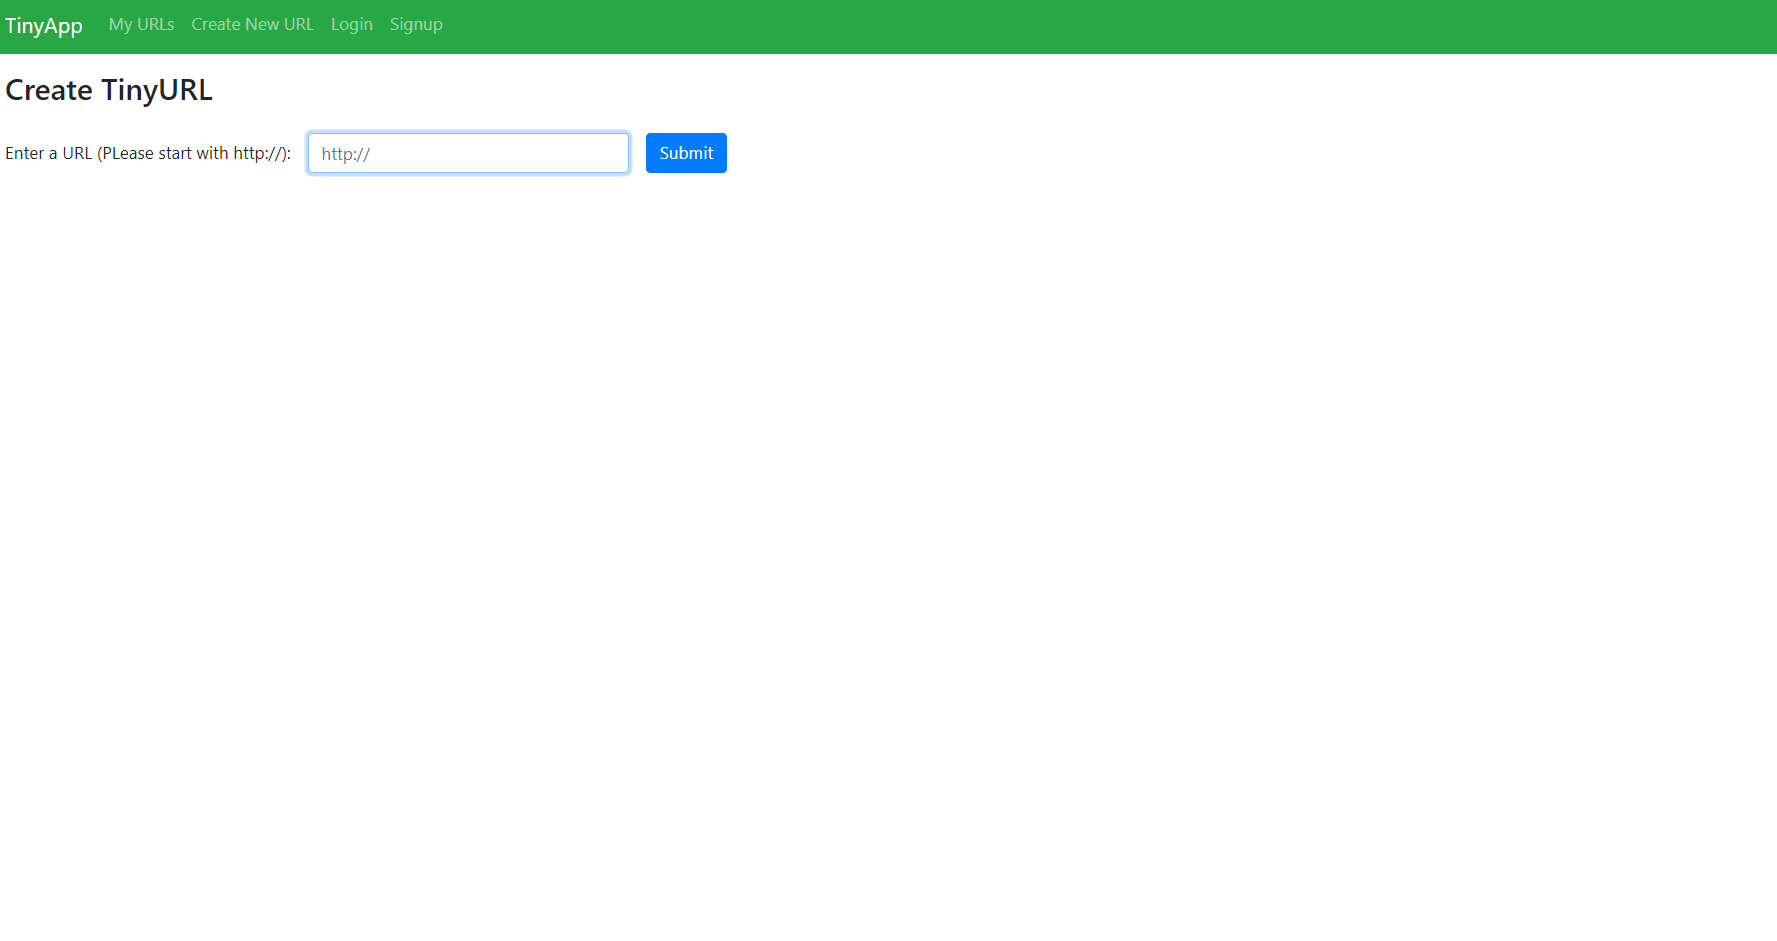 TinyApp My URLs Create New URL Login Signup
Create TinyURL
Enter a URL (PLease start with http://): http:// Submit